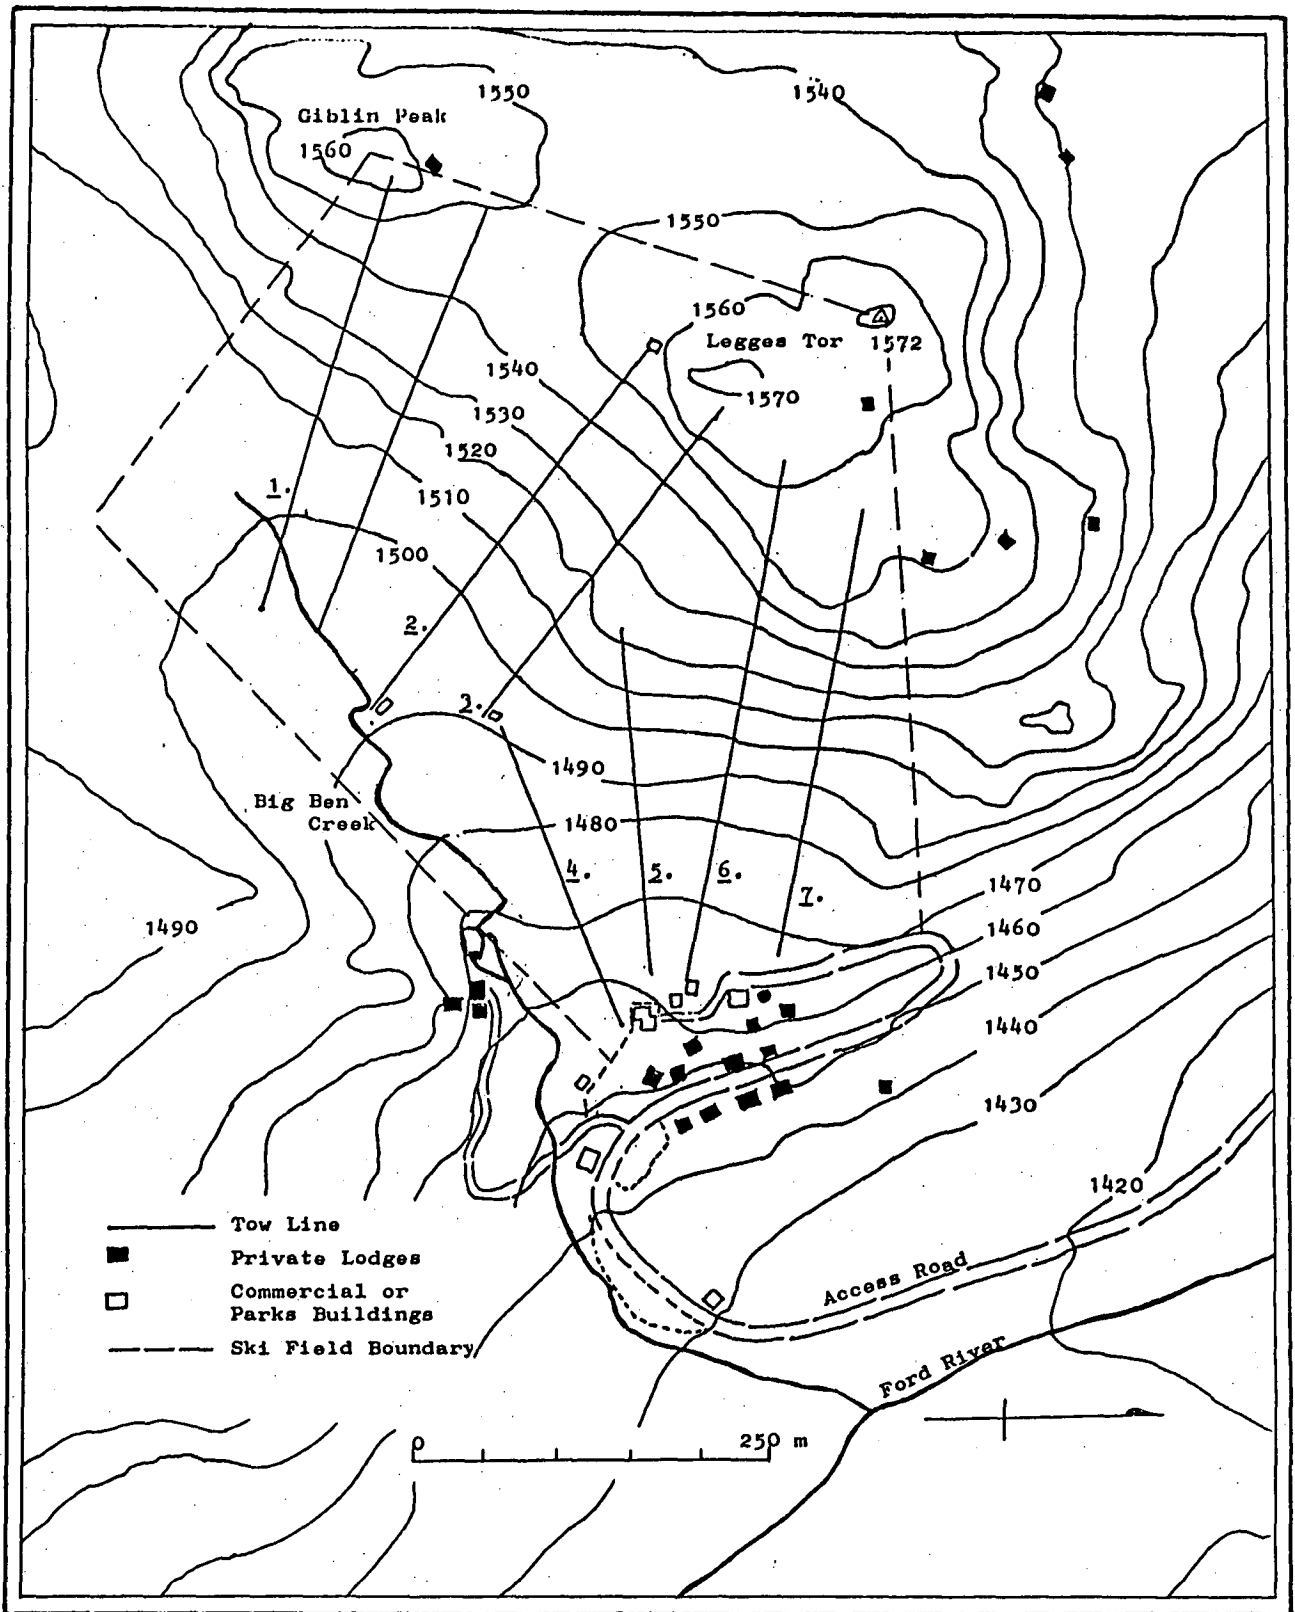 1550
1540
Giblin Peak
1560
1550
1560
Legges Tor
1572
1570
1540
1530
1520
1510
1.
1500
2.
3.
1490
Big Ben
Creek
1480
4.
5.
6.
7.
1470
1490
1460
1450
1440
1430
1420
Tow Line
Private Lodges
Commercial or
Parks Buildings
Ski Field Boundary
Access Road
Ford River
0
250 m